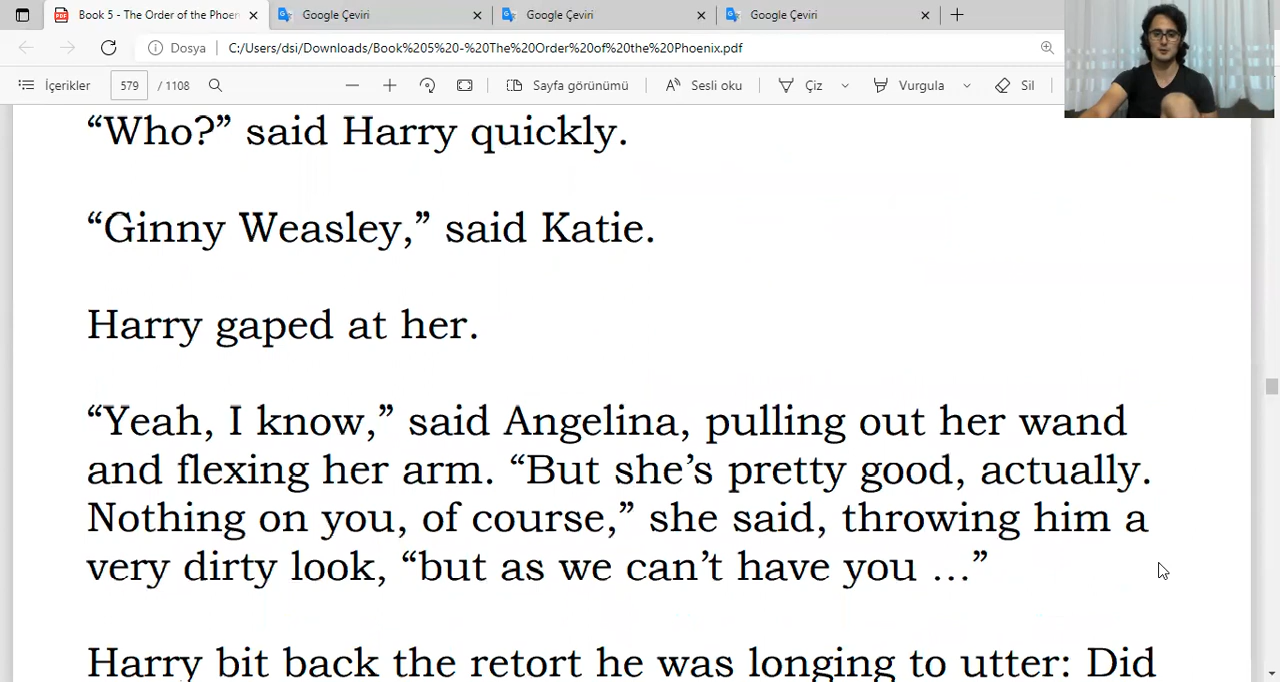 Book 5 - The Order of the Phoen
Google Çeviri
Google Çeviri
Google Çeviri
Dosya
C:/Users/dsi/Downloads/Book%205%20-%20The%20Order%20of%20the%20Phoenix.pdf
İçerikler
579
/ 1108
Sayfa görünümü
Sesli oku
Çiz
Vurgula
Sil
“Who?” said Harry quickly.
“Ginny Weasley,” said Katie.
Harry gaped at her.
“Yeah, I know,” said Angelina, pulling out her wand
and flexing her arm. “But she’s pretty good, actually.
Nothing on you, of course,” she said, throwing him a
very dirty look, “but as we can’t have you …”
Harry bit back the retort he was longing to utter: Did